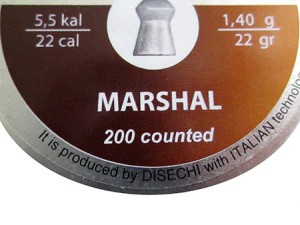 5,5 kal
22 cal
1,40 g
22 gr
MARSHAL
200 counted
It is produced by DISECHI with ITALIAN technology